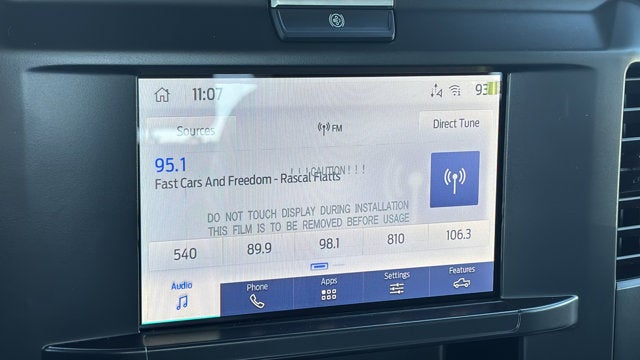 11:07
93
Sources
FM
Direct Tune
95.1
!!!CAUTION!!!
Fast Cars And Freedom - Rascal Flatts
DO NOT TOUCH DISPLAY DURING INSTALLATION
THIS FILM IS TO BE REMOVED BEFORE USAGE
540 89.9 98.1 810 106.3
Audio Phone Apps Settings Features